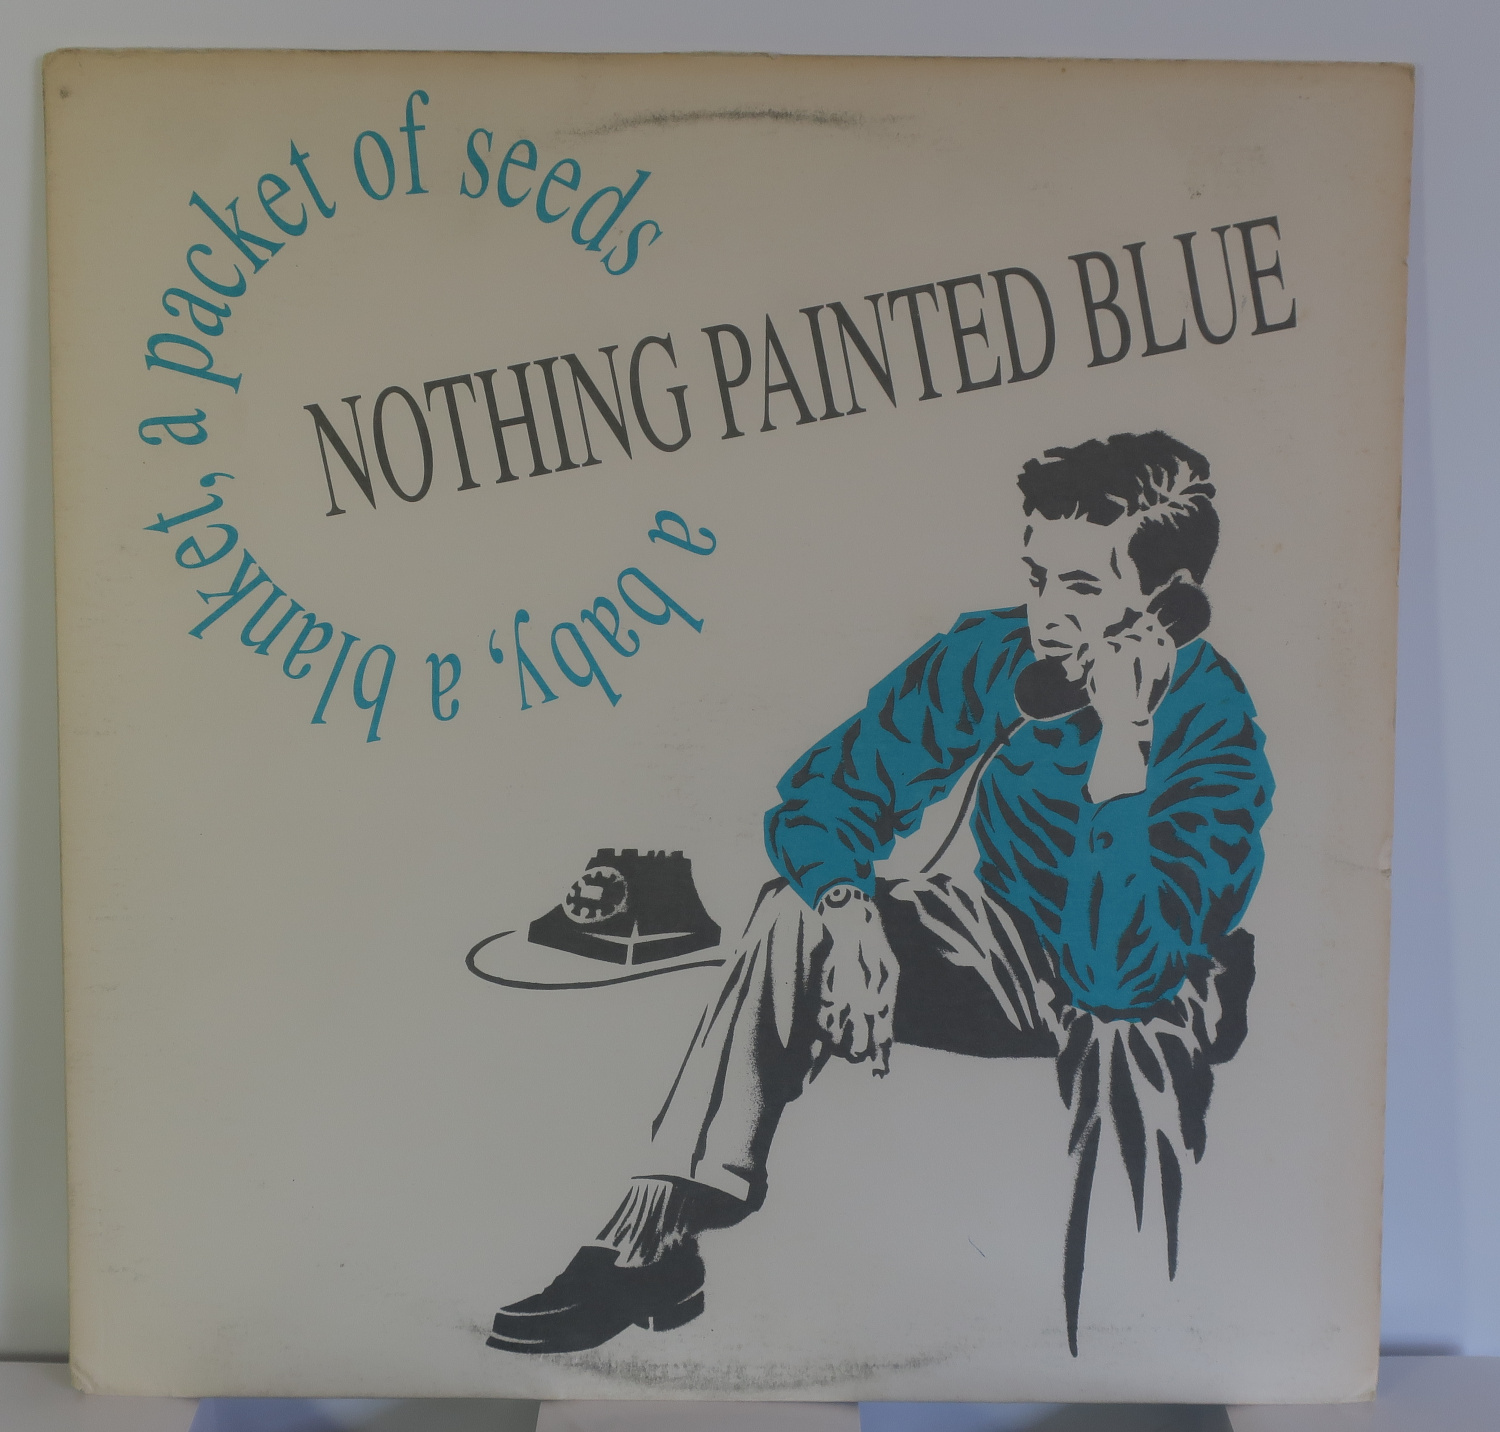 NOTHING PAINTED BLUE
a baby, a blanket, a packet of seeds